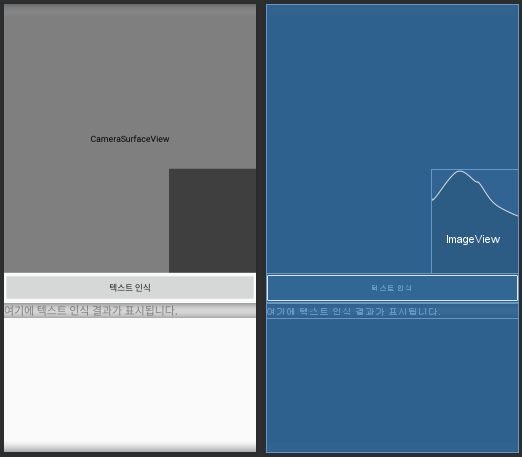 CameraSurfaceView
텍스트 인식
여기에 텍스트 인식 결과가 표시됩니다.
ImageView
텍스트 인식
여기에 텍스트 인식 결과가 표시됩니다.